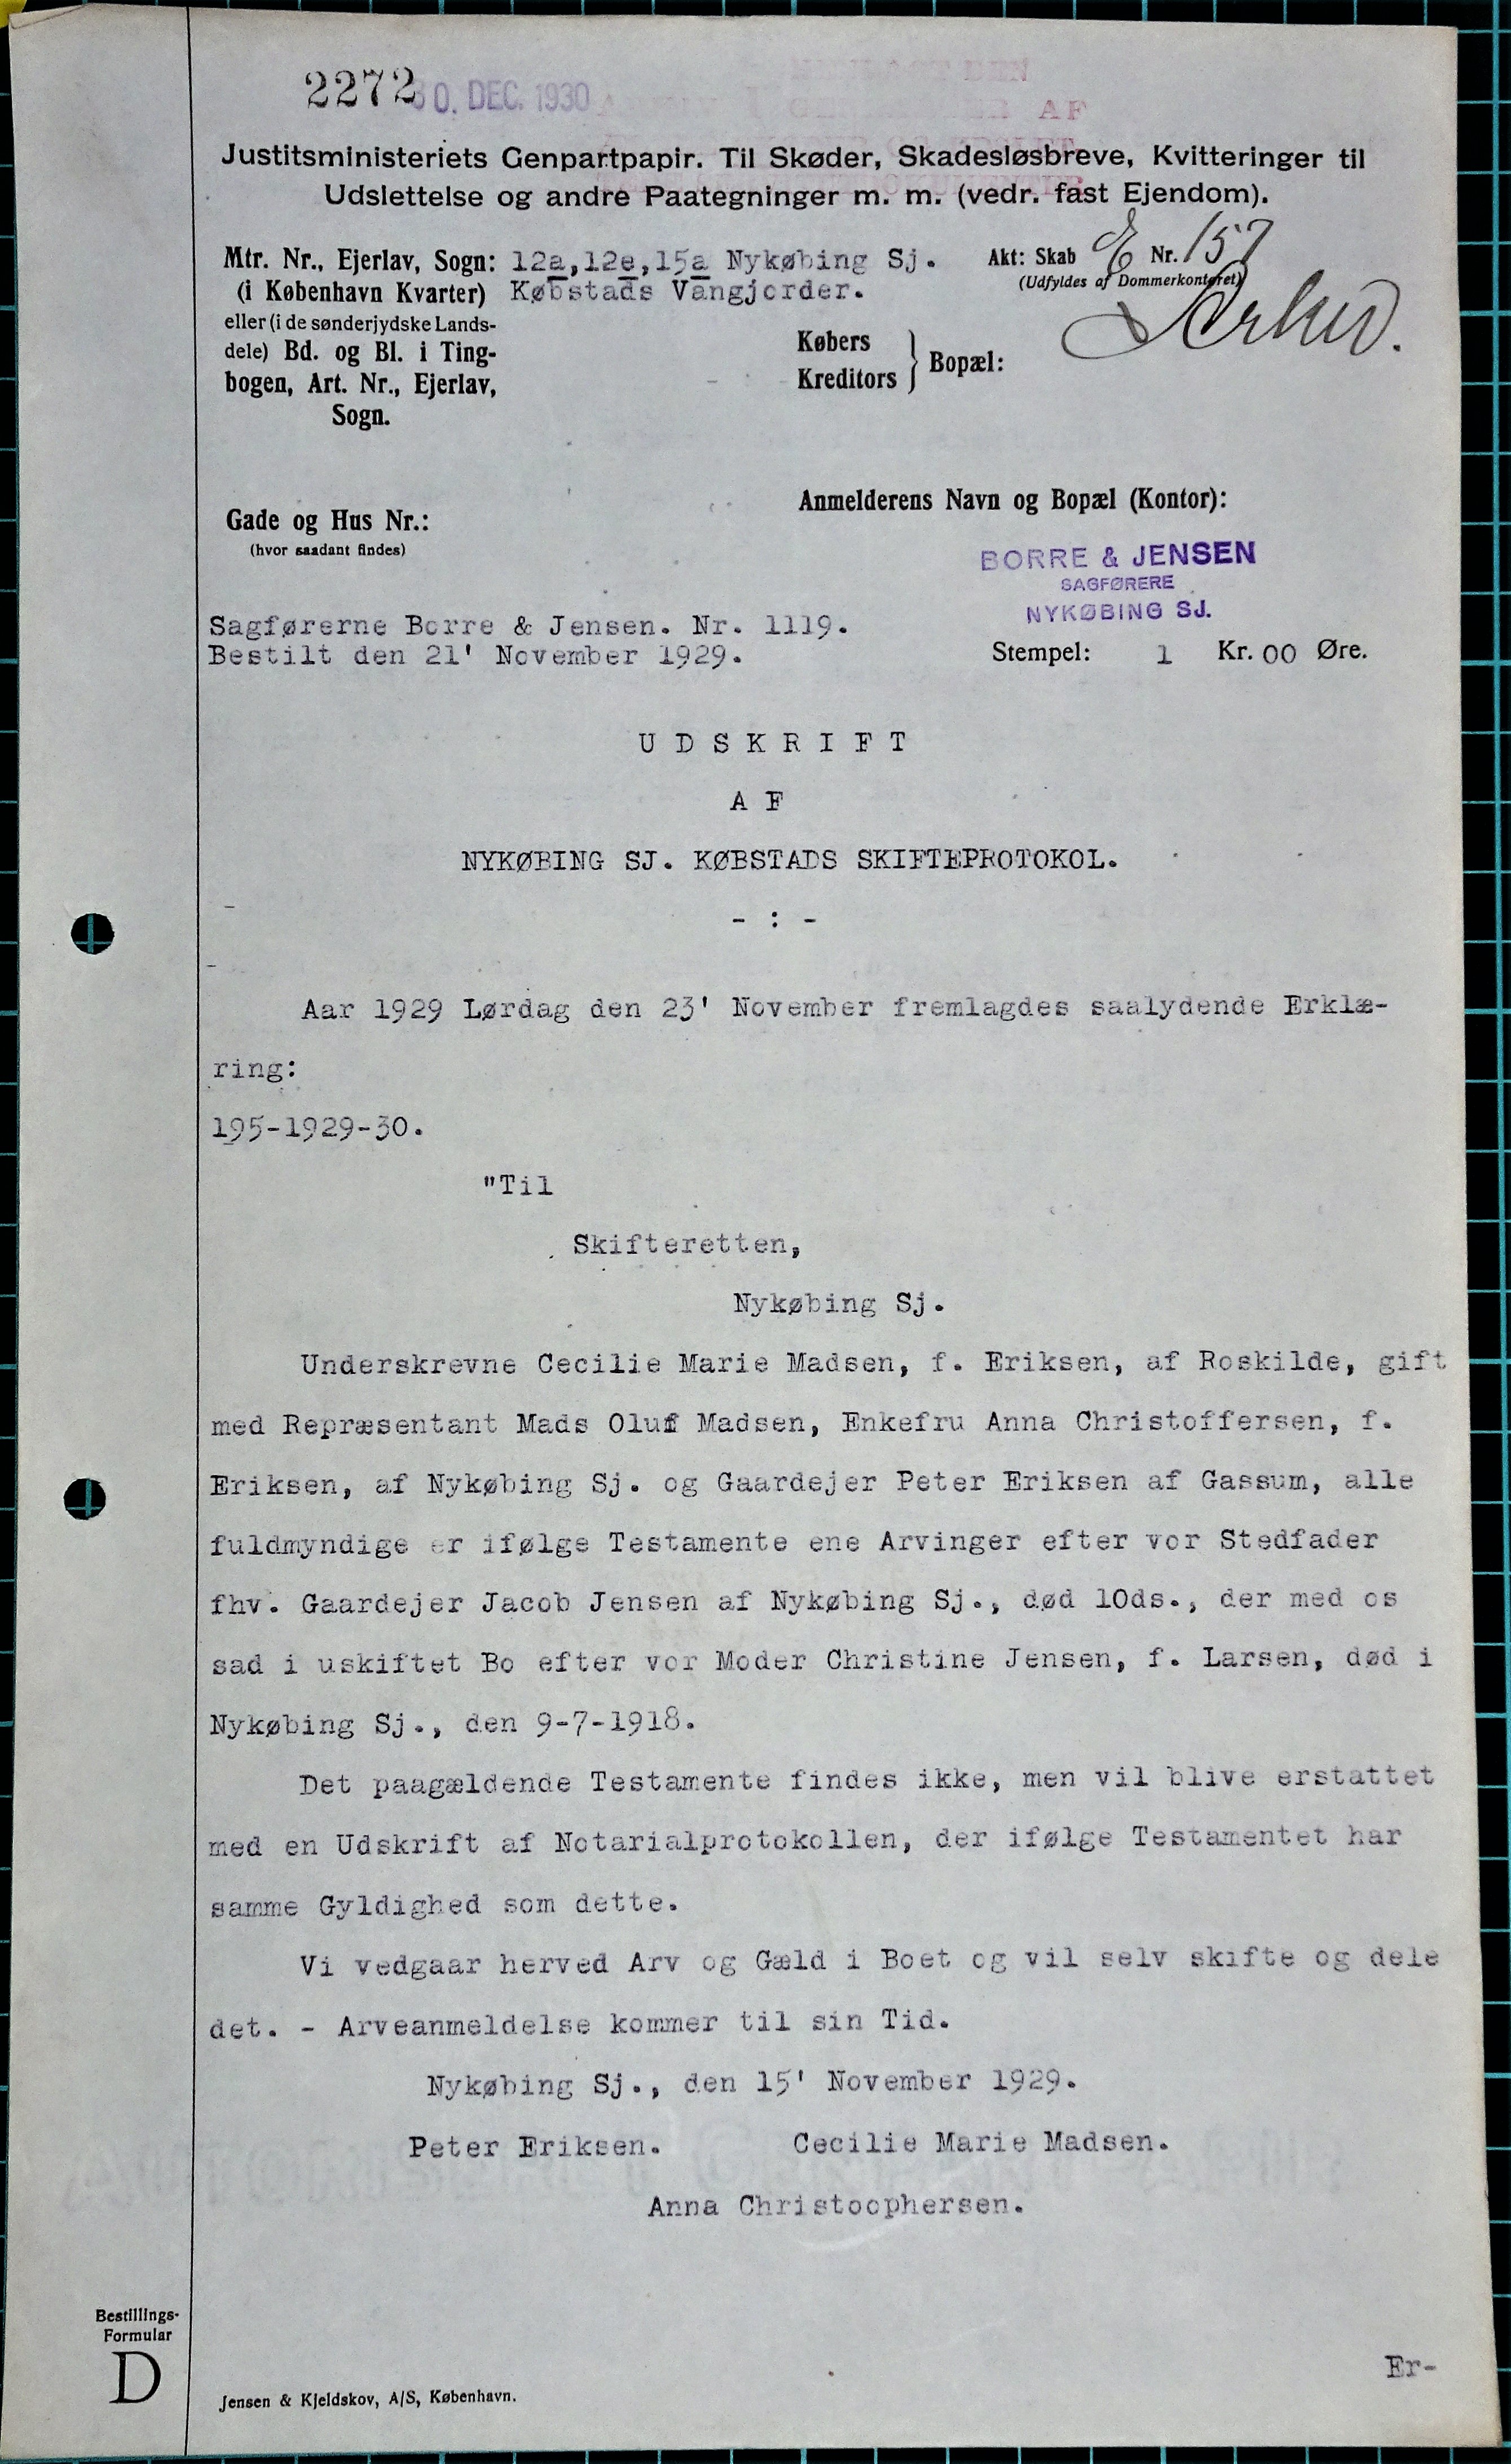 2272 30. DEC. 1930
AF
Justitsministeriets Genpartpapir. Til Skøder, Skadesløsbreve, Kvitteringer til
Udslettelse og andre Paategninger m. m. (vedr. fast Ejendom).
Mtr. Nr., Ejerlav, Sogn: 12a, 12e, 15a Nykøbing Sj. Akt: Skab E Nr. 157
(i København Kvarter) Købstads Vangjorder. (Udfyldes af Dommerkontoret)
eller (i de sønderjydske Lands-
dele) Bd. og Bl. i Ting-
bogen, Art. Nr., Ejerlav,
Sogn.
Købers
Kreditors } Bopæl:
Gade og Hus Nr.:
(hvor saadant findes)
Anmelderens Navn og Bopæl (Kontor):
BORRE & JENSEN
SAGFØRERE
NYKØBING SJ.
Sagførerne Borre & Jensen. Nr. 1119.
Bestilt den 21' November 1929.
Stempel: 1 Kr. 00 Øre.
UDSKRIFT
AF
NYKØBING SJ. KØBSTADS SKIFTEPROTOKOL.
- : -
Aar 1929 Lørdag den 23' November fremlagdes saalydende Erklæ-
ring:
195-1929-30.
"Til
Skifteretten,
Nykøbing Sj.
Underskrevne Cecilie Marie Madsen, f. Eriksen, af Roskilde, gift
med Repræsentant Mads Oluf Madsen, Enkefru Anna Christoffersen, f.
Eriksen, af Nykøbing Sj. og Gaardejer Peter Eriksen af Gassum, alle
fuldmyndige er ifølge Testamente ene Arvinger efter vor Stedfader
fhv. Gaardejer Jacob Jensen af Nykøbing Sj., død 10ds., der med os
sad i uskiftet Bo efter vor Moder Christine Jensen, f. Larsen, død i
Nykøbing Sj., den 9-7-1918.
Det paagældende Testamente findes ikke, men vil blive erstattet
med en Udskrift af Notarialprotokollen, der ifølge Testamentet har
samme Gyldighed som dette.
Vi vedgaar herved Arv og Gæld i Boet og vil selv skifte og dele
det. - Arveanmeldelse kommer til sin Tid.
Nykøbing Sj., den 15' November 1929.
Peter Eriksen. Cecilie Marie Madsen.
Anna Christoophersen.
Er-
Bestillings-
Formular
D
Jensen & Kjeldskov, A/S, København.